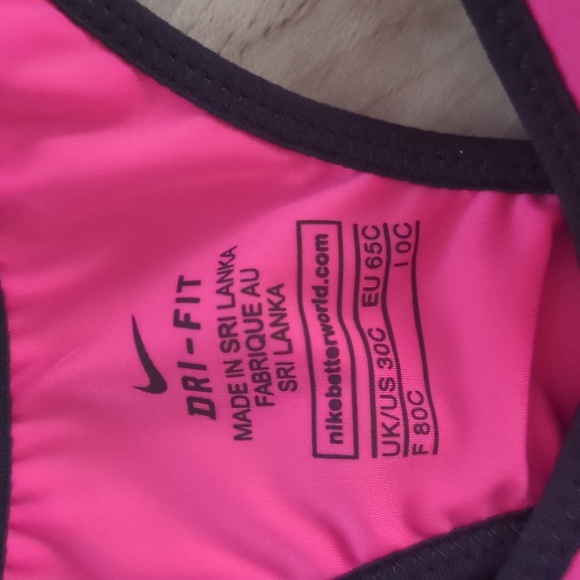 DRI-FIT
MADE IN SRI LANKA
FABRIQUE AU
SRI LANKA
nikebetterworld.com
UK/US 30C EU 65C
F 80C I 0C